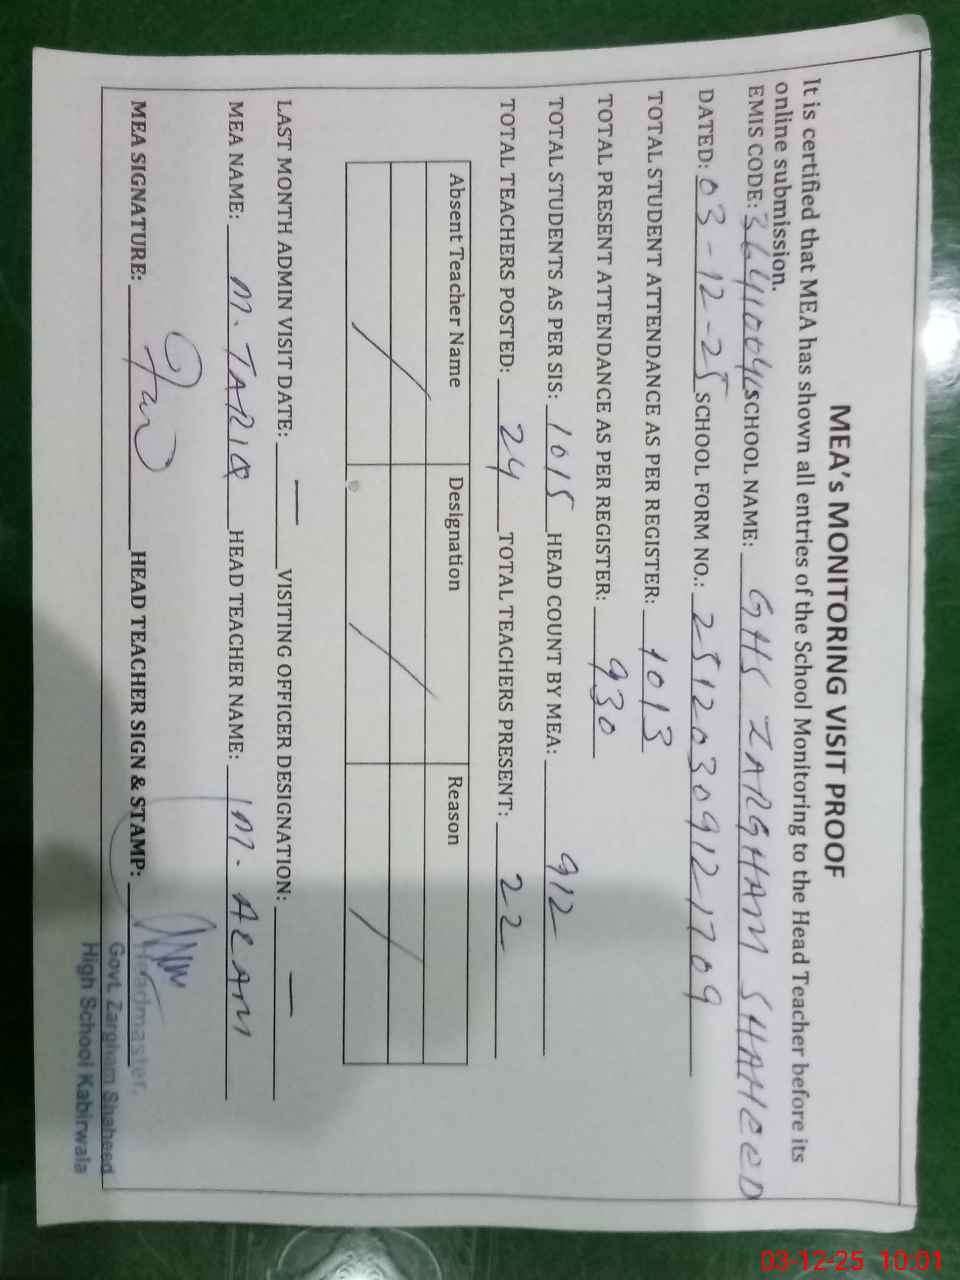 MEA's MONITORING VISIT PROOF
It is certified that MEA has shown all entries of the School Monitoring to the Head Teacher before its
online submission.
EMIS CODE: 36410041 SCHOOL NAME: GHS ZARGHAM SHAHEED
DATED: 03-12-25 SCHOOL FORM NO.: 251203091217 09
TOTAL STUDENT ATTENDANCE AS PER REGISTER: 1013
TOTAL PRESENT ATTENDANCE AS PER REGISTER: 930
TOTAL STUDENTS AS PER SIS: 1015 HEAD COUNT BY MEA: 912
TOTAL TEACHERS POSTED: 24 TOTAL TEACHERS PRESENT: 22
Absent Teacher Name Designation Reason
LAST MONTH ADMIN VISIT DATE: — VISITING OFFICER DESIGNATION: —
MEA NAME: M. TARIQ HEAD TEACHER NAME: M. ALAM
MEA SIGNATURE: HEAD TEACHER SIGN & STAMP:
Headmaster,
Govt. Zargham Shaheed
High School Kabirwala
03-12-25 10:01